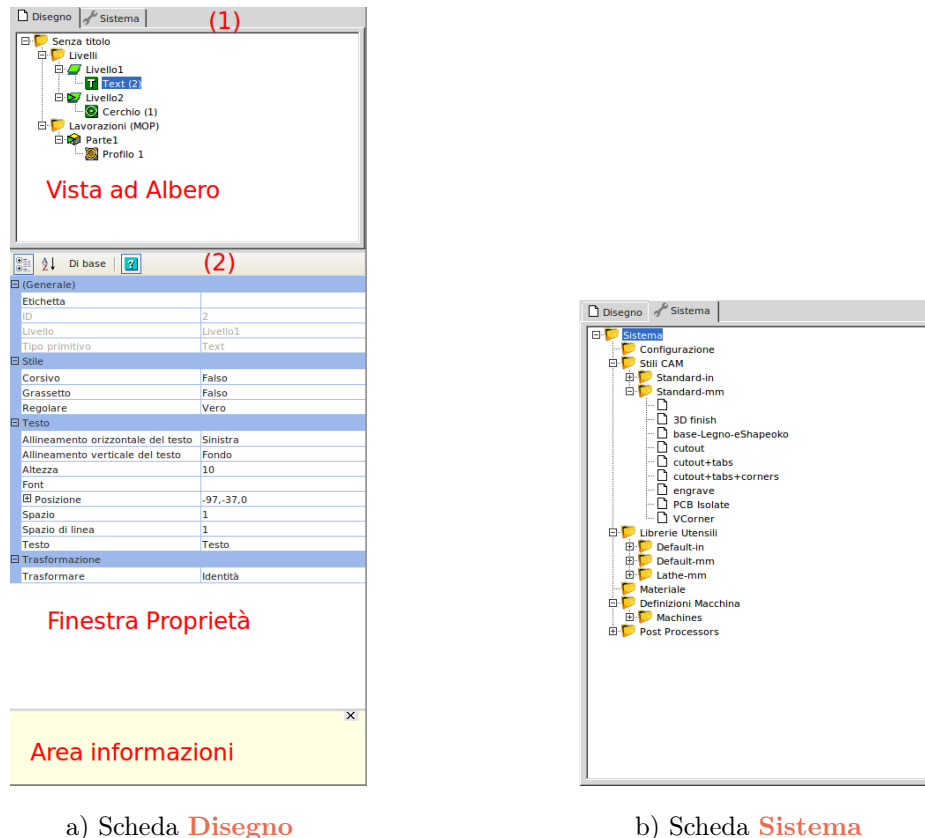 Disegno Sistema (1)
Senza titolo
Livelli
Livello1
T Text (2)
Livello2
Cerchio (1)
Lavorazioni (MOP)
Parte1
Profilo 1
Vista ad Albero
A Z Di base ? (2)
(Generale)
Etichetta
ID 2
Livello Livello1
Tipo primitivo Text
Stile
Corsivo Falso
Grassetto Falso
Regolare Vero
Testo
Allineamento orizzontale del testo Sinistra
Allineamento verticale del testo Fondo
Altezza 10
Font
Posizione -97,-37,0
Spazio 1
Spazio di linea 1
Testo Testo
Trasformazione
Trasformare Identità
Finestra Proprietà
Area informazioni
a) Scheda Disegno
Disegno Sistema
Sistema
Configurazione
Stili CAM
Standard-in
Standard-mm
3D finish
base-Legno-eShapeoko
cutout
cutout+tabs
cutout+tabs+corners
engrave
PCB Isolate
VCorner
Librerie Utensili
Default-in
Default-mm
Lathe-mm
Materiale
Definizioni Macchina
Machines
Post Processors
b) Scheda Sistema